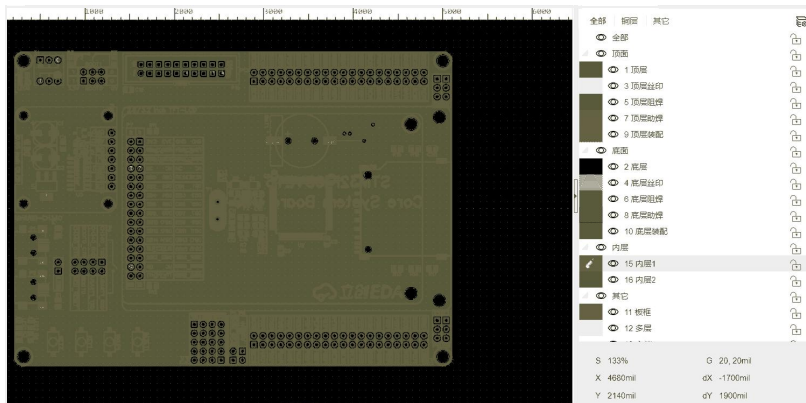 1000 2000 3000 4000 5000 6000
全部 铜层 其它
全部
顶面
1 顶层
3 顶层丝印
5 顶层阻焊
7 顶层助焊
9 顶层装配
底面
2 底层
4 底层丝印
6 底层阻焊
8 底层助焊
10 底层装配
内层
15 内层1
16 内层2
其它
11 板框
12 多层
Core System Board
立创EDA
S 133% G 20, 20mil
X 4680mil dX -1700mil
Y 2140mil dY 1900mil